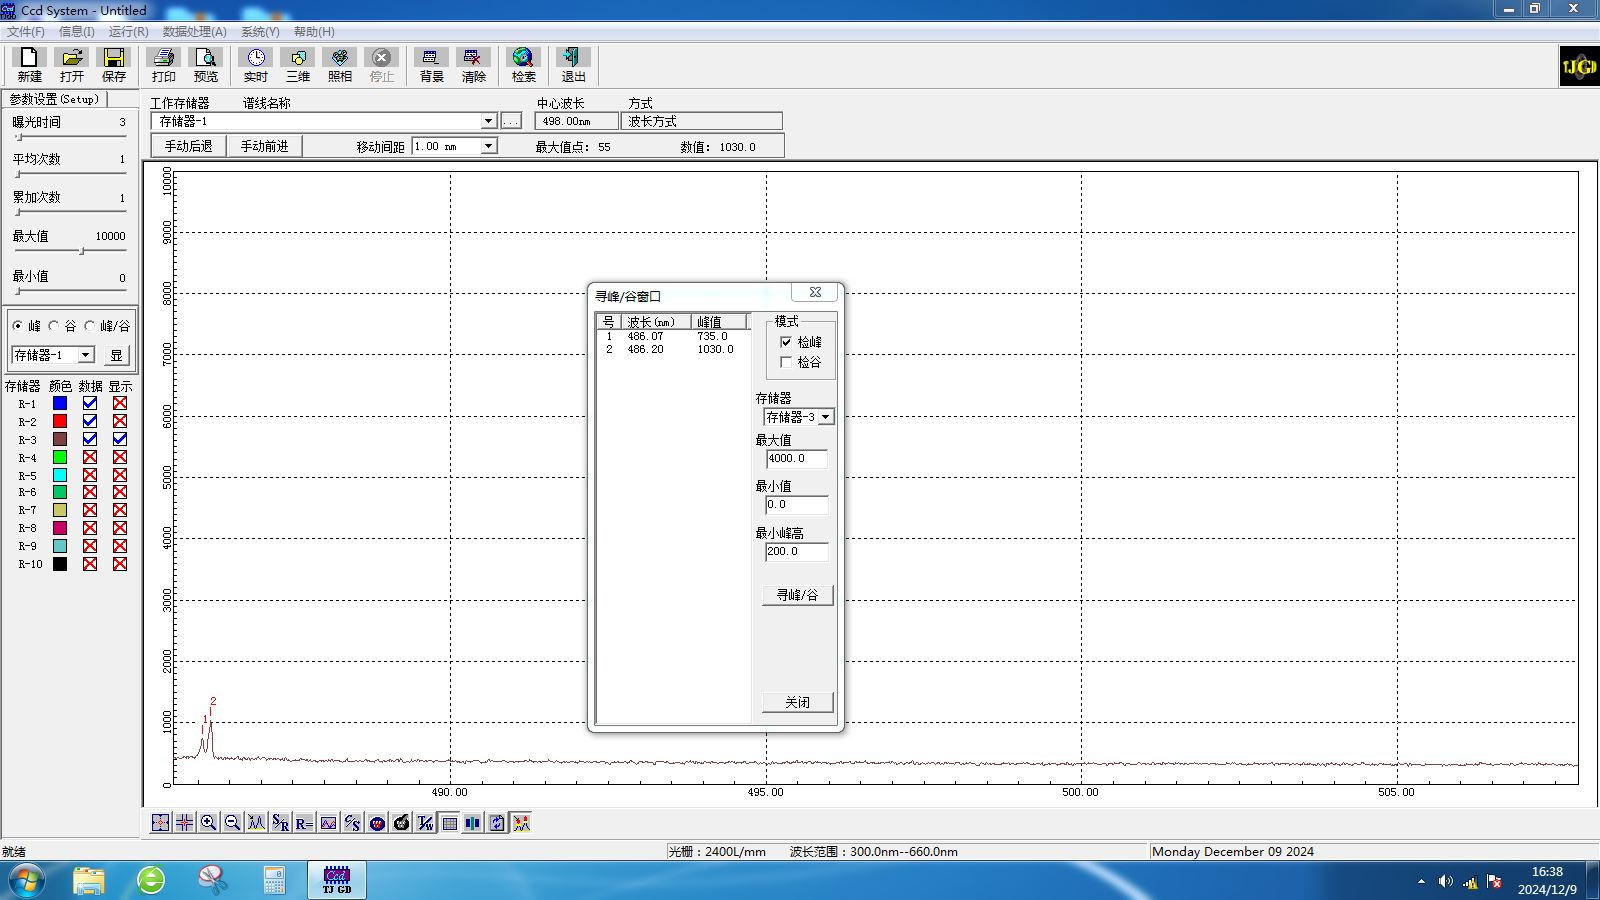 Ccd System - Untitled
文件(F) 信息(I) 运行(R) 数据处理(A) 系统(Y) 帮助(H)
新建 打开 保存 打印 预览 实时 三维 照相 停止 背景 清除 检索 退出
TJGD
参数设置(Setup)
曝光时间 3
平均次数 1
累加次数 1
最大值 10000
最小值 0
峰 谷 峰/谷
存储器-1 显
存储器 颜色 数据 显示
R-1
R-2
R-3
R-4
R-5
R-6
R-7
R-8
R-9
R-10
工作存储器 谱线名称 中心波长 方式
存储器-1 ... 498.00nm 波长方式
手动后退 手动前进 移动间距 1.00 nm 最大值点: 55 数值: 1030.0
10000
9000
8000
7000
6000
5000
4000
3000
2000
1000
0
1
2
490.00 495.00 500.00 505.00
寻峰/谷窗口
号 波长(nm) 峰值
1 486.07 735.0
2 486.20 1030.0
模式
检峰
检谷
存储器
存储器-3
最大值
4000.0
最小值
0.0
最小峰高
200.0
寻峰/谷
关闭
就绪 光栅:2400L/mm 波长范围:300.0nm--660.0nm Monday December 09 2024
Ccd
TJ GD
16:38
2024/12/9